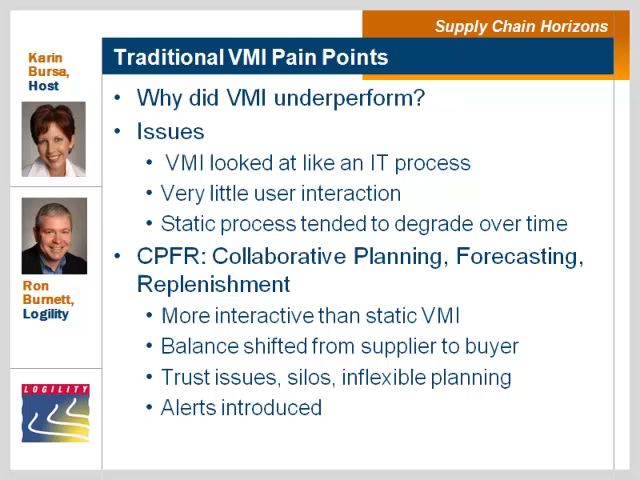 Supply Chain Horizons
Karin
Bursa,
Host
Traditional VMI Pain Points
• Why did VMI underperform?
• Issues
• VMI looked at like an IT process
• Very little user interaction
• Static process tended to degrade over time
• CPFR: Collaborative Planning, Forecasting,
Replenishment
• More interactive than static VMI
• Balance shifted from supplier to buyer
• Trust issues, silos, inflexible planning
• Alerts introduced
Ron
Burnett,
Logility
LOGILITY